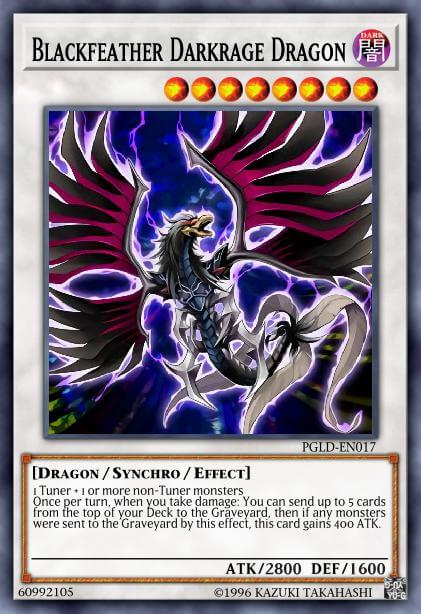 BLACKFEATHER DARKRAGE DRAGON
DARK
闇
PGLD-EN017
[DRAGON / SYNCHRO / EFFECT]
1 Tuner + 1 or more non-Tuner monsters
Once per turn, when you take damage: You can send up to 5 cards
from the top of your Deck to the Graveyard, then if any monsters
were sent to the Graveyard by this effect, this card gains 400 ATK.
ATK/2800 DEF/1600
60992105
©1996 KAZUKI TAKAHASHI